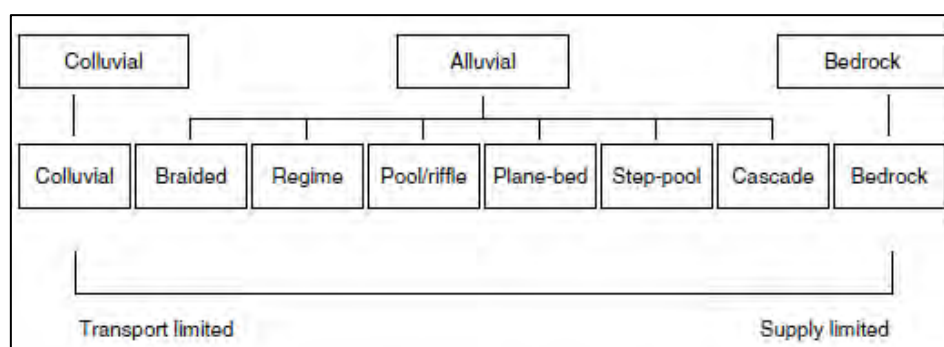 Colluvial Alluvial Bedrock
Colluvial Braided Regime Pool/riffle Plane-bed Step-pool Cascade Bedrock
Transport limited Supply limited